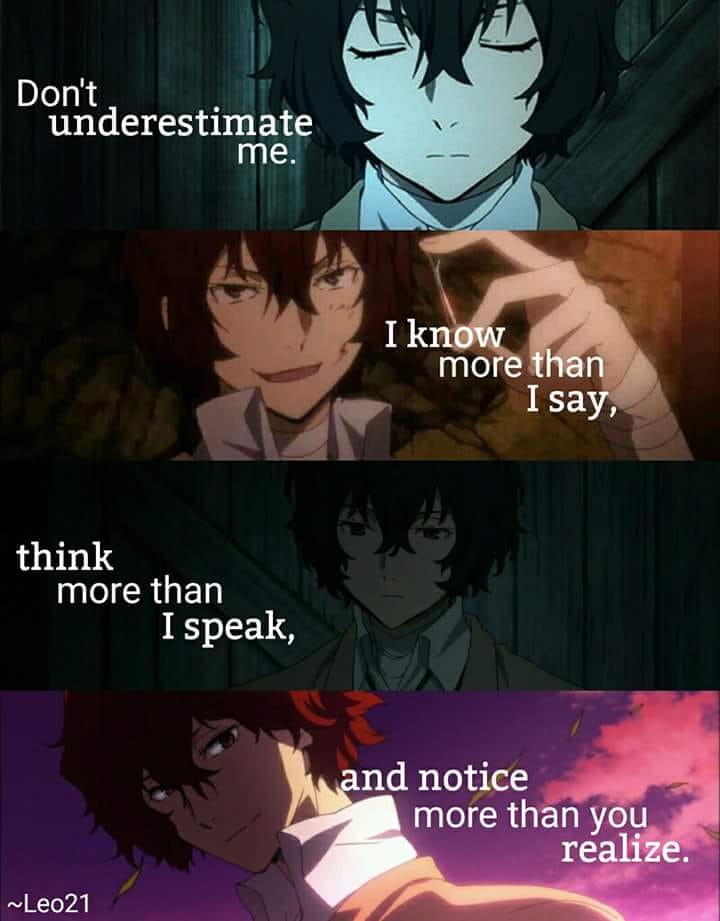 Don't
underestimate
me.
I know
more than
I say,
think
more than
I speak,
and notice
more than you
realize.
~Leo21